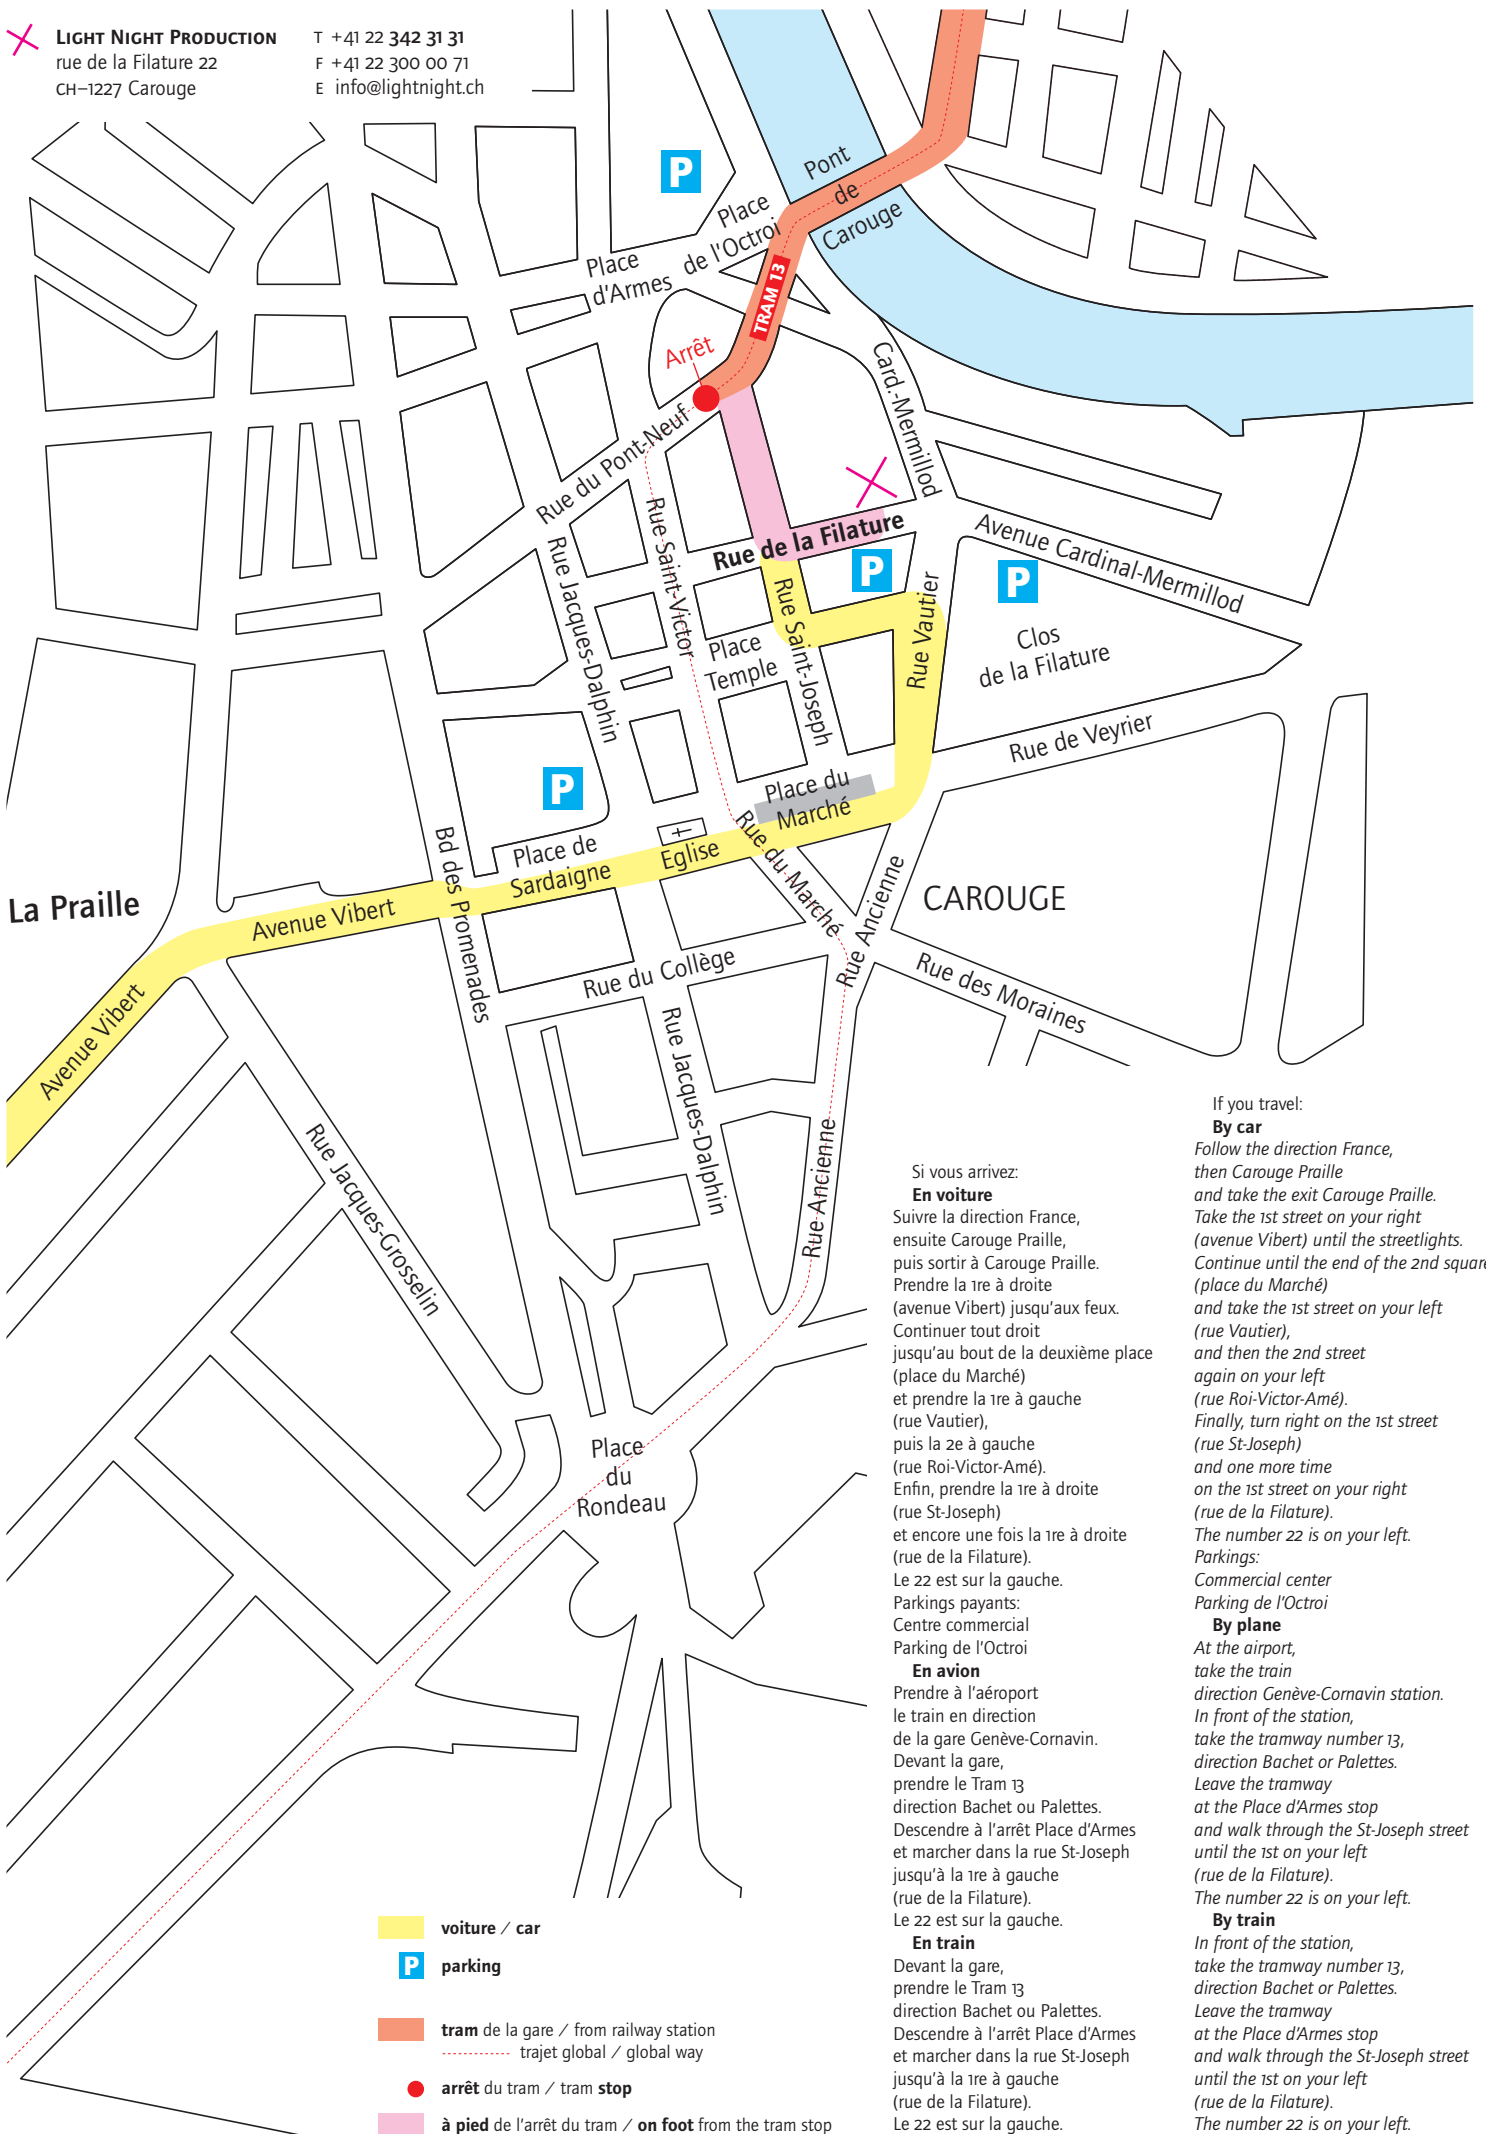 LIGHT NIGHT PRODUCTION
rue de la Filature 22
CH–1227 Carouge
T +41 22 342 31 31
F +41 22 300 00 71
E info@lightnight.ch
P
Pont
de
Carouge
Place
de l'Octroi
Place
d'Armes
TRAM 13
Arrêt
Card.-Mermillod
Rue du Pont-Neuf
Rue Saint-Victor
Rue Jacques-Dalphin
Rue de la Filature
Avenue Cardinal-Mermillod
P
P
Rue Saint-Joseph
Rue Vautier
Clos
de la Filature
Place
Temple
Rue de Veyrier
P
Place du
Marché
Rue du Marché
Eglise
Place de
Sardaigne
Bd des Promenades
La Praille
Avenue Vibert
CAROUGE
Rue Ancienne
Rue du Collège
Rue des Moraines
Avenue Vibert
Rue Jacques-Dalphin
Rue Jacques-Grosselin
Rue Ancienne
Place
du
Rondeau
voiture / car
P parking
tram de la gare / from railway station
trajet global / global way
arrêt du tram / tram stop
à pied de l'arrêt du tram / on foot from the tram stop
Si vous arrivez:
En voiture
Suivre la direction France,
ensuite Carouge Praille,
puis sortir à Carouge Praille.
Prendre la 1re à droite
(avenue Vibert) jusqu'aux feux.
Continuer tout droit
jusqu'au bout de la deuxième place
(place du Marché)
et prendre la 1re à gauche
(rue Vautier),
puis la 2e à gauche
(rue Roi-Victor-Amé).
Enfin, prendre la 1re à droite
(rue St-Joseph)
et encore une fois la 1re à droite
(rue de la Filature).
Le 22 est sur la gauche.
Parkings payants:
Centre commercial
Parking de l'Octroi
En avion
Prendre à l'aéroport
le train en direction
de la gare Genève-Cornavin.
Devant la gare,
prendre le Tram 13
direction Bachet ou Palettes.
Descendre à l'arrêt Place d'Armes
et marcher dans la rue St-Joseph
jusqu'à la 1re à gauche
(rue de la Filature).
Le 22 est sur la gauche.
En train
Devant la gare,
prendre le Tram 13
direction Bachet ou Palettes.
Descendre à l'arrêt Place d'Armes
et marcher dans la rue St-Joseph
jusqu'à la 1re à gauche
(rue de la Filature).
Le 22 est sur la gauche.
If you travel:
By car
Follow the direction France,
then Carouge Praille
and take the exit Carouge Praille.
Take the 1st street on your right
(avenue Vibert) until the streetlights.
Continue until the end of the 2nd square
(place du Marché)
and take the 1st street on your left
(rue Vautier),
and then the 2nd street
again on your left
(rue Roi-Victor-Amé).
Finally, turn right on the 1st street
(rue St-Joseph)
and one more time
on the 1st street on your right
(rue de la Filature).
The number 22 is on your left.
Parkings:
Commercial center
Parking de l'Octroi
By plane
At the airport,
take the train
direction Genève-Cornavin station.
In front of the station,
take the tramway number 13,
direction Bachet or Palettes.
Leave the tramway
at the Place d'Armes stop
and walk through the St-Joseph street
until the 1st on your left
(rue de la Filature).
The number 22 is on your left.
By train
In front of the station,
take the tramway number 13,
direction Bachet or Palettes.
Leave the tramway
at the Place d'Armes stop
and walk through the St-Joseph street
until the 1st on your left
(rue de la Filature).
The number 22 is on your left.